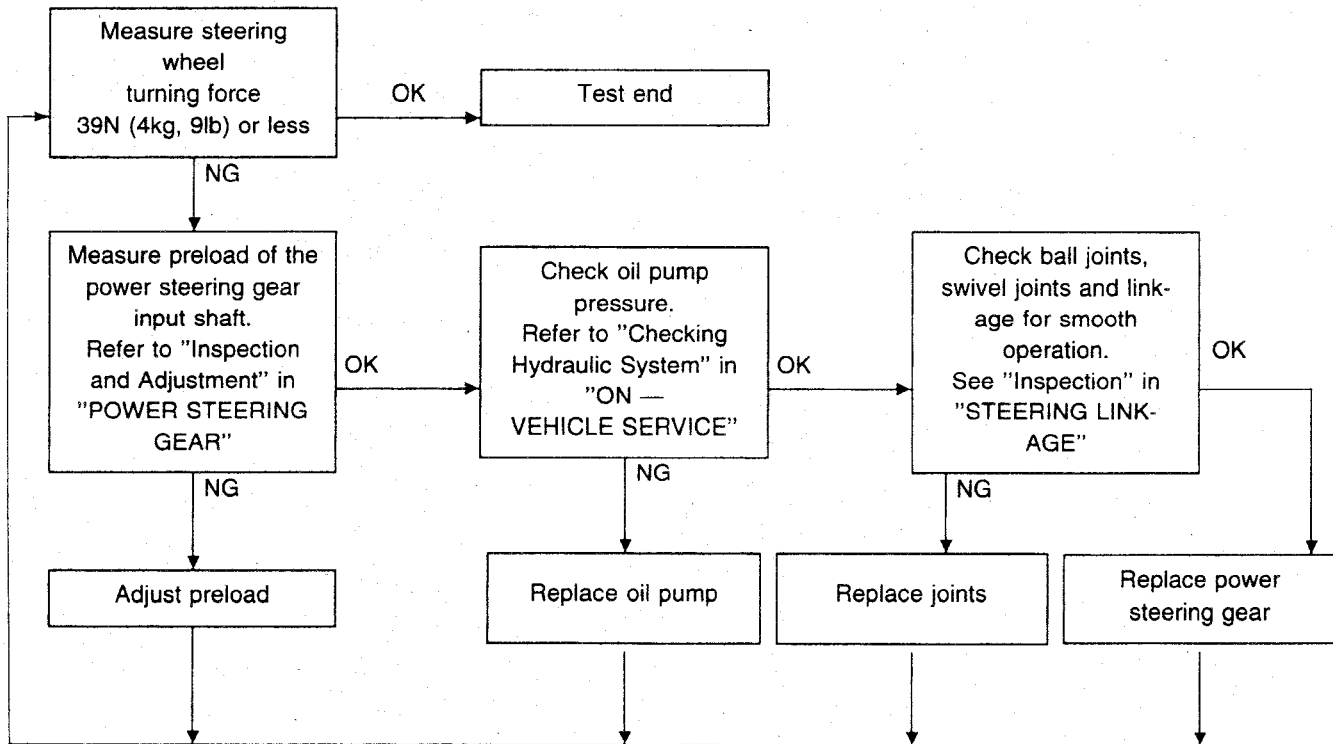 Measure steering
wheel
turning force
39N (4kg, 9lb) or less
OK
Test end
NG
Measure preload of the
power steering gear
input shaft.
Refer to "Inspection
and Adjustment" in
"POWER STEERING
GEAR"
OK
Check oil pump
pressure.
Refer to "Checking
Hydraulic System" in
"ON —
VEHICLE SERVICE"
OK
Check ball joints,
swivel joints and link-
age for smooth
operation.
See "Inspection" in
"STEERING LINK-
AGE"
OK
NG
NG
NG
Adjust preload
Replace oil pump
Replace joints
Replace power
steering gear